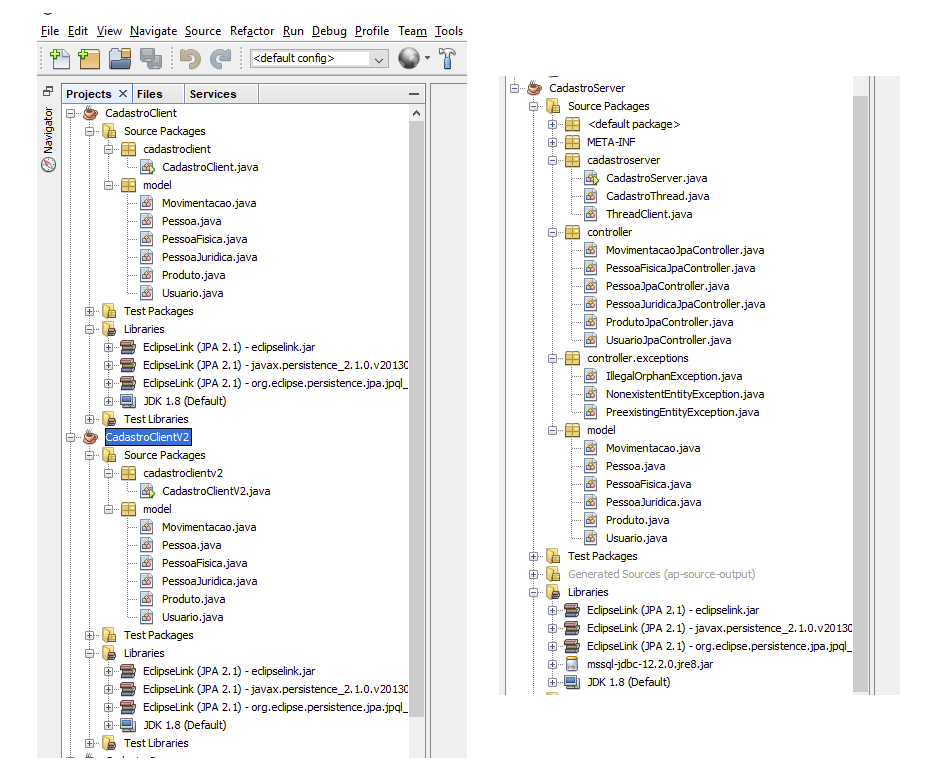 File Edit View Navigate Source Refactor Run Debug Profile Team Tools
<default config>
Projects Files Services
Navigator
CadastroClient
Source Packages
cadastroclient
CadastroClient.java
model
Movimentacao.java
Pessoa.java
PessoaFisica.java
PessoaJuridica.java
Produto.java
Usuario.java
Test Packages
Libraries
EclipseLink (JPA 2.1) - eclipselink.jar
EclipseLink (JPA 2.1) - javax.persistence_2.1.0.v20130
EclipseLink (JPA 2.1) - org.eclipse.persistence.jpa.jpql_
JDK 1.8 (Default)
Test Libraries
CadastroClientV2
Source Packages
cadastroclientv2
CadastroClientV2.java
model
Movimentacao.java
Pessoa.java
PessoaFisica.java
PessoaJuridica.java
Produto.java
Usuario.java
Test Packages
Libraries
EclipseLink (JPA 2.1) - eclipselink.jar
EclipseLink (JPA 2.1) - javax.persistence_2.1.0.v20130
EclipseLink (JPA 2.1) - org.eclipse.persistence.jpa.jpql_
JDK 1.8 (Default)
Test Libraries
CadastroServer
Source Packages
<default package>
META-INF
cadastroserver
CadastroServer.java
CadastroThread.java
ThreadClient.java
controller
MovimentacaoJpaController.java
PessoaFisicaJpaController.java
PessoaJpaController.java
PessoaJuridicaJpaController.java
ProdutoJpaController.java
UsuarioJpaController.java
controller.exceptions
IllegalOrphanException.java
NonexistentEntityException.java
PreexistingEntityException.java
model
Movimentacao.java
Pessoa.java
PessoaFisica.java
PessoaJuridica.java
Produto.java
Usuario.java
Test Packages
Generated Sources (ap-source-output)
Libraries
EclipseLink (JPA 2.1) - eclipselink.jar
EclipseLink (JPA 2.1) - javax.persistence_2.1.0.v20130
EclipseLink (JPA 2.1) - org.eclipse.persistence.jpa.jpql_
mssql-jdbc-12.2.0.jre8.jar
JDK 1.8 (Default)